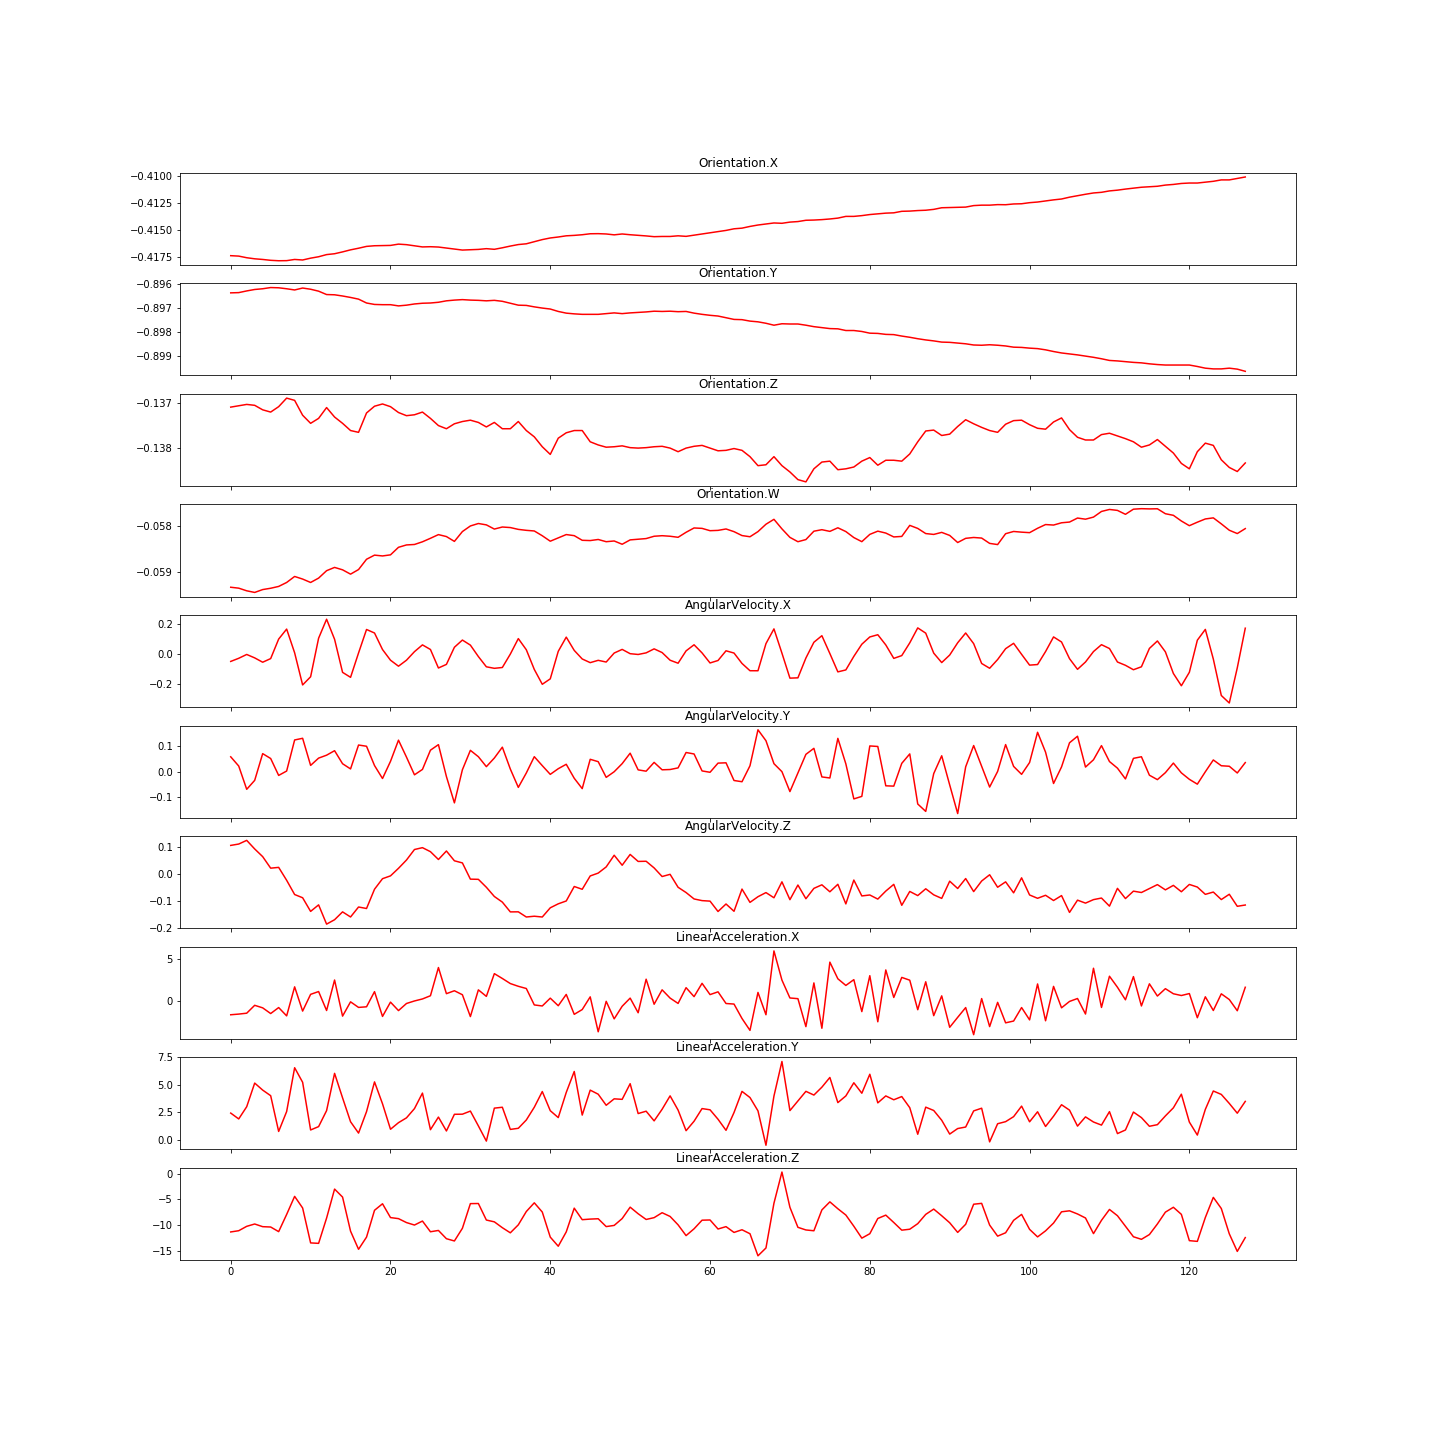 Orientation.X
−0.4100
−0.4125
−0.4150
−0.4175
Orientation.Y
−0.896
−0.897
−0.898
−0.899
Orientation.Z
−0.137
−0.138
Orientation.W
−0.058
−0.059
AngularVelocity.X
0.2
0.0
−0.2
AngularVelocity.Y
0.1
0.0
−0.1
AngularVelocity.Z
0.1
0.0
−0.1
−0.2
LinearAcceleration.X
5
0
LinearAcceleration.Y
7.5
5.0
2.5
0.0
LinearAcceleration.Z
0
−5
−10
−15
0 20 40 60 80 100 120